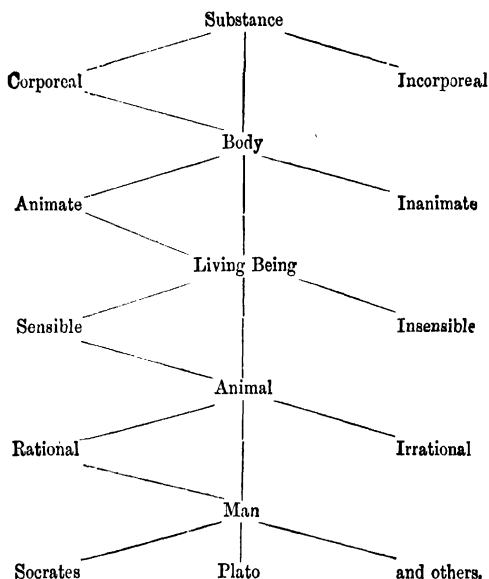 Substance
Corporeal Incorporeal
Body
Animate Inanimate
Living Being
Sensible Insensible
Animal
Rational Irrational
Man
Socrates Plato and others.